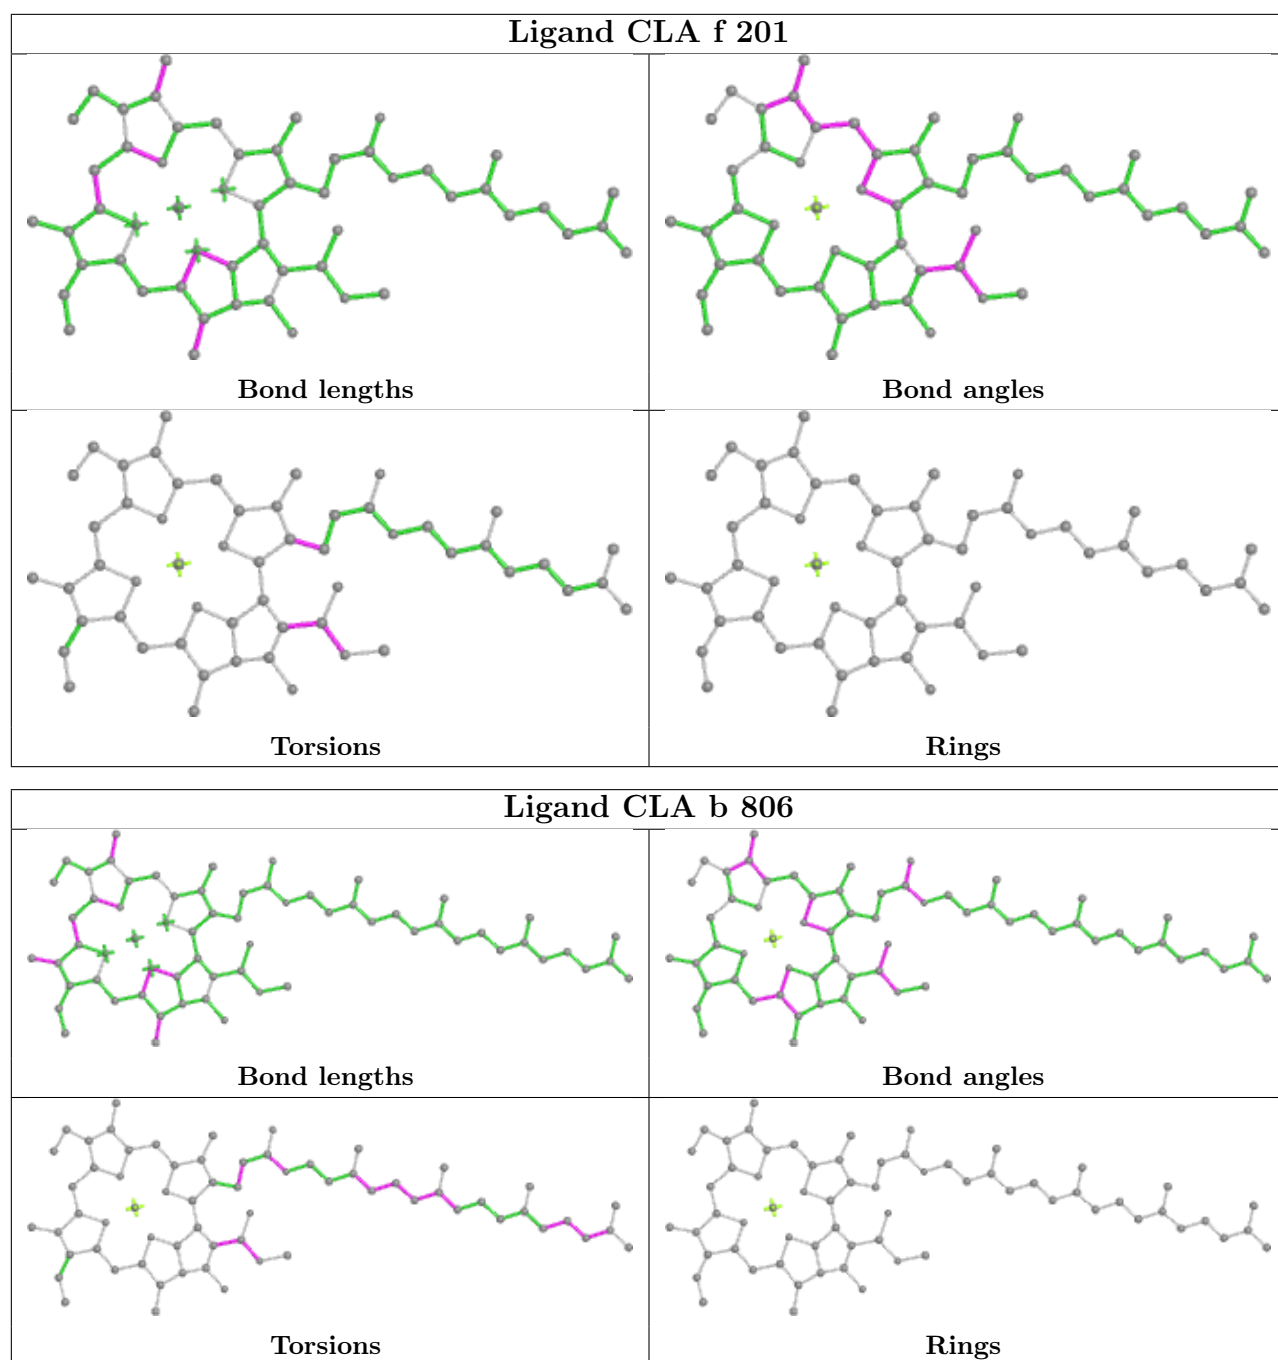 Ligand CLA f 201
Bond lengths
Bond angles
Torsions
Rings
Ligand CLA b 806
Bond lengths
Bond angles
Torsions
Rings